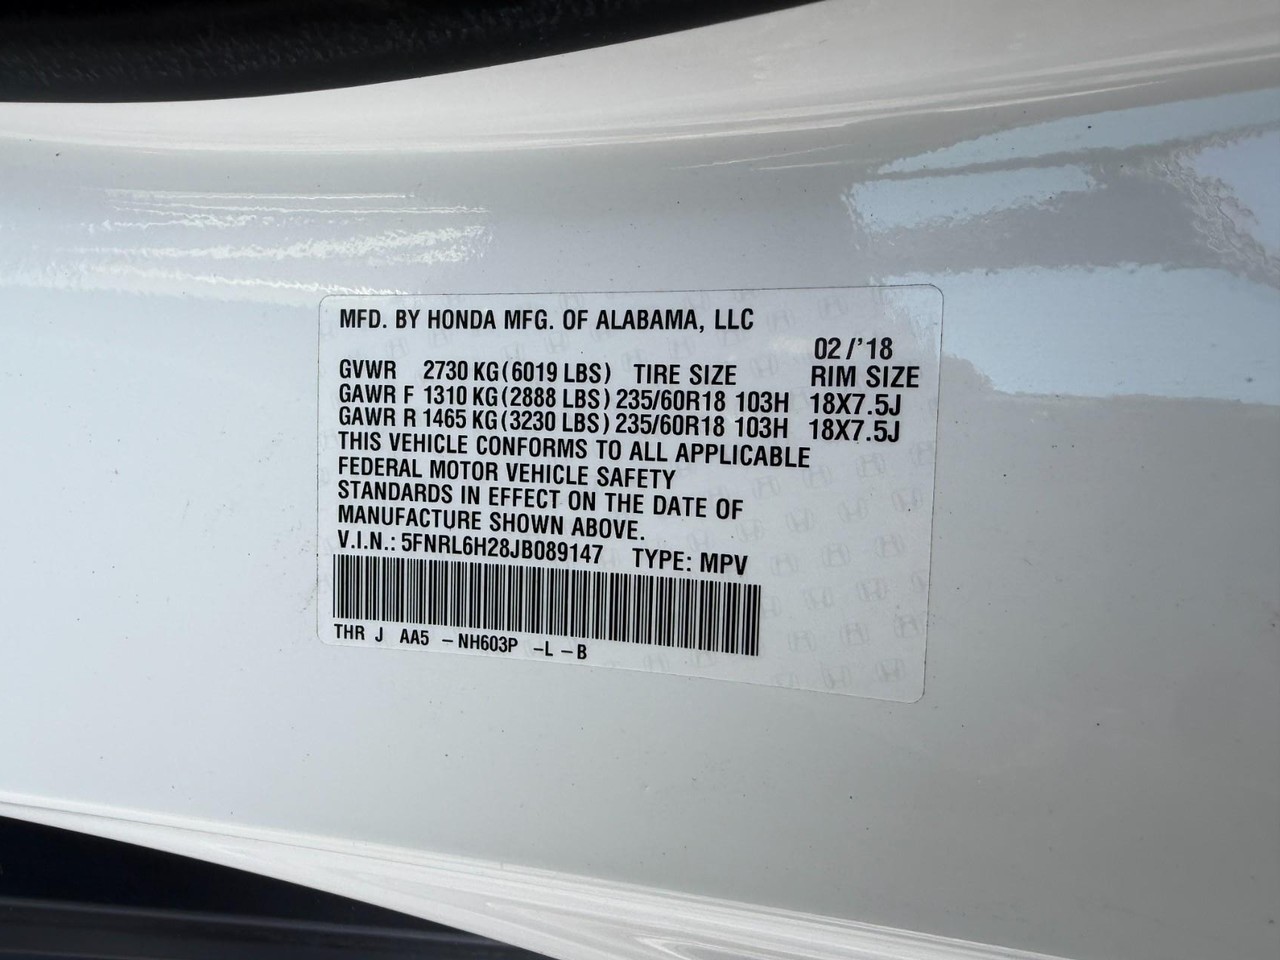 MFD. BY HONDA MFG. OF ALABAMA, LLC
02/'18
GVWR 2730 KG(6019 LBS) TIRE SIZE RIM SIZE
GAWR F 1310 KG(2888 LBS) 235/60R18 103H 18X7.5J
GAWR R 1465 KG(3230 LBS) 235/60R18 103H 18X7.5J
THIS VEHICLE CONFORMS TO ALL APPLICABLE
FEDERAL MOTOR VEHICLE SAFETY
STANDARDS IN EFFECT ON THE DATE OF
MANUFACTURE SHOWN ABOVE.
V.I.N.: 5FNRL6H28JB089147 TYPE: MPV
THR J AA5 -NH603P -L -B